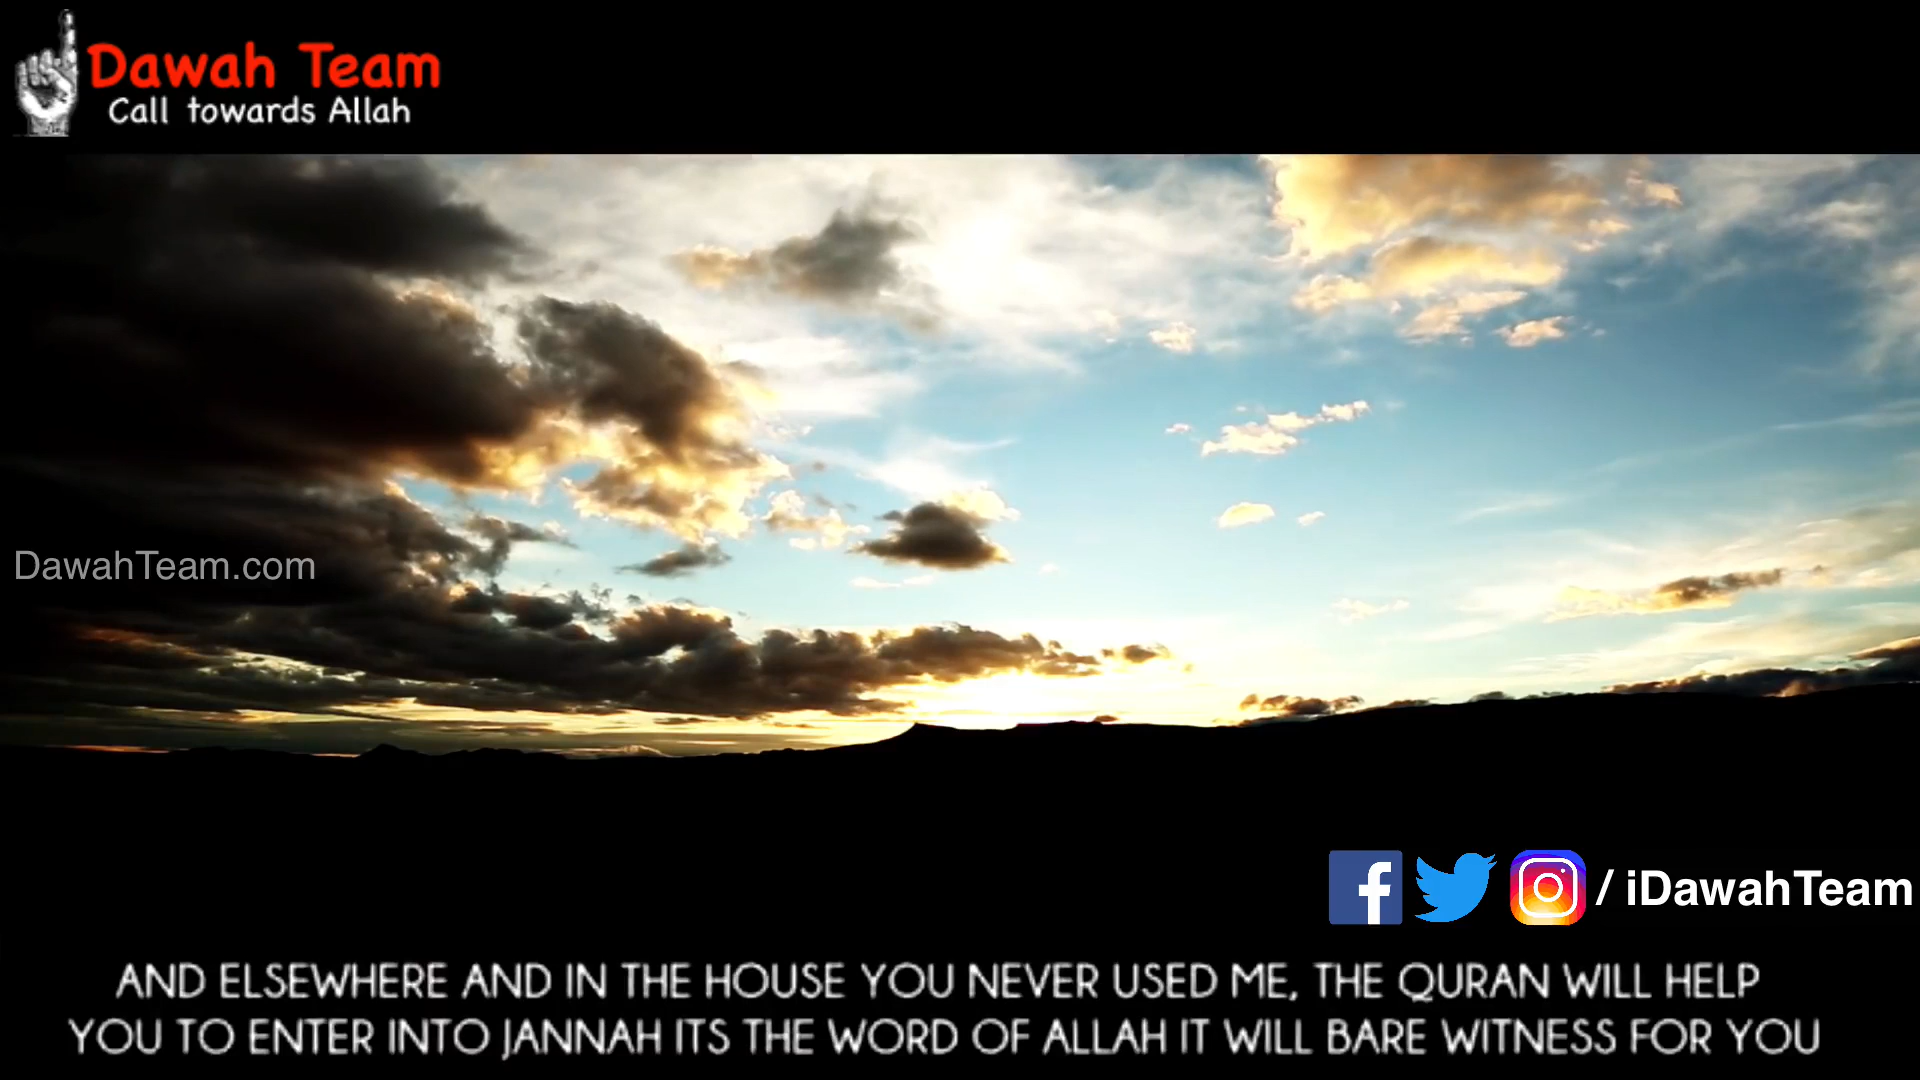 Dawah Team
Call towards Allah
DawahTeam.com
/ iDawahTeam
AND ELSEWHERE AND IN THE HOUSE YOU NEVER USED ME, THE QURAN WILL HELP
YOU TO ENTER INTO JANNAH ITS THE WORD OF ALLAH IT WILL BARE WITNESS FOR YOU